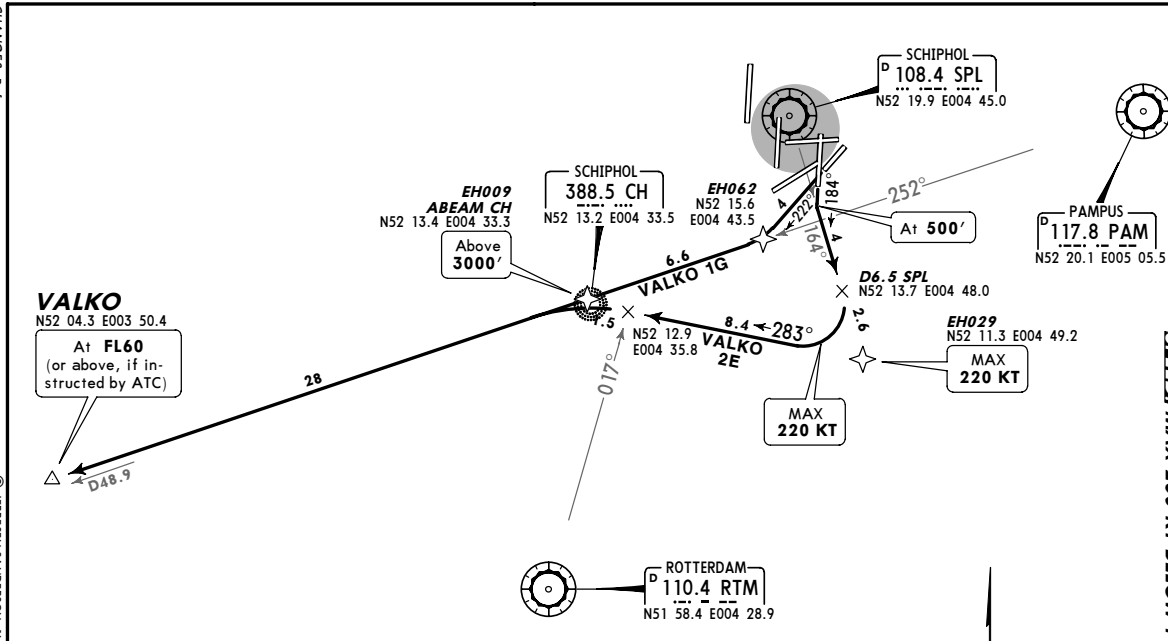 SCHIPHOL
D 108.4 SPL
N52 19.9 E004 45.0
SCHIPHOL
388.5 CH
N52 13.2 E004 33.5
EH009
ABEAM CH
N52 13.4 E004 33.3
Above
3000'
EH062
N52 15.6
E004 43.5
4
222°
184°
4
164°
252°
At 500'
PAMPUS
D 117.8 PAM
N52 20.1 E005 05.5
6.6
VALKO 1G
D6.5 SPL
N52 13.7 E004 48.0
VALKO
N52 04.3 E003 50.4
At FL60
(or above, if in-
structed by ATC)
1.5
N52 12.9
E004 35.8
8.4
283°
VALKO
2E
2.6
EH029
N52 11.3 E004 49.2
MAX
220 KT
MAX
220 KT
017°
28
D48.9
ROTTERDAM
D 110.4 RTM
N51 58.4 E004 28.9